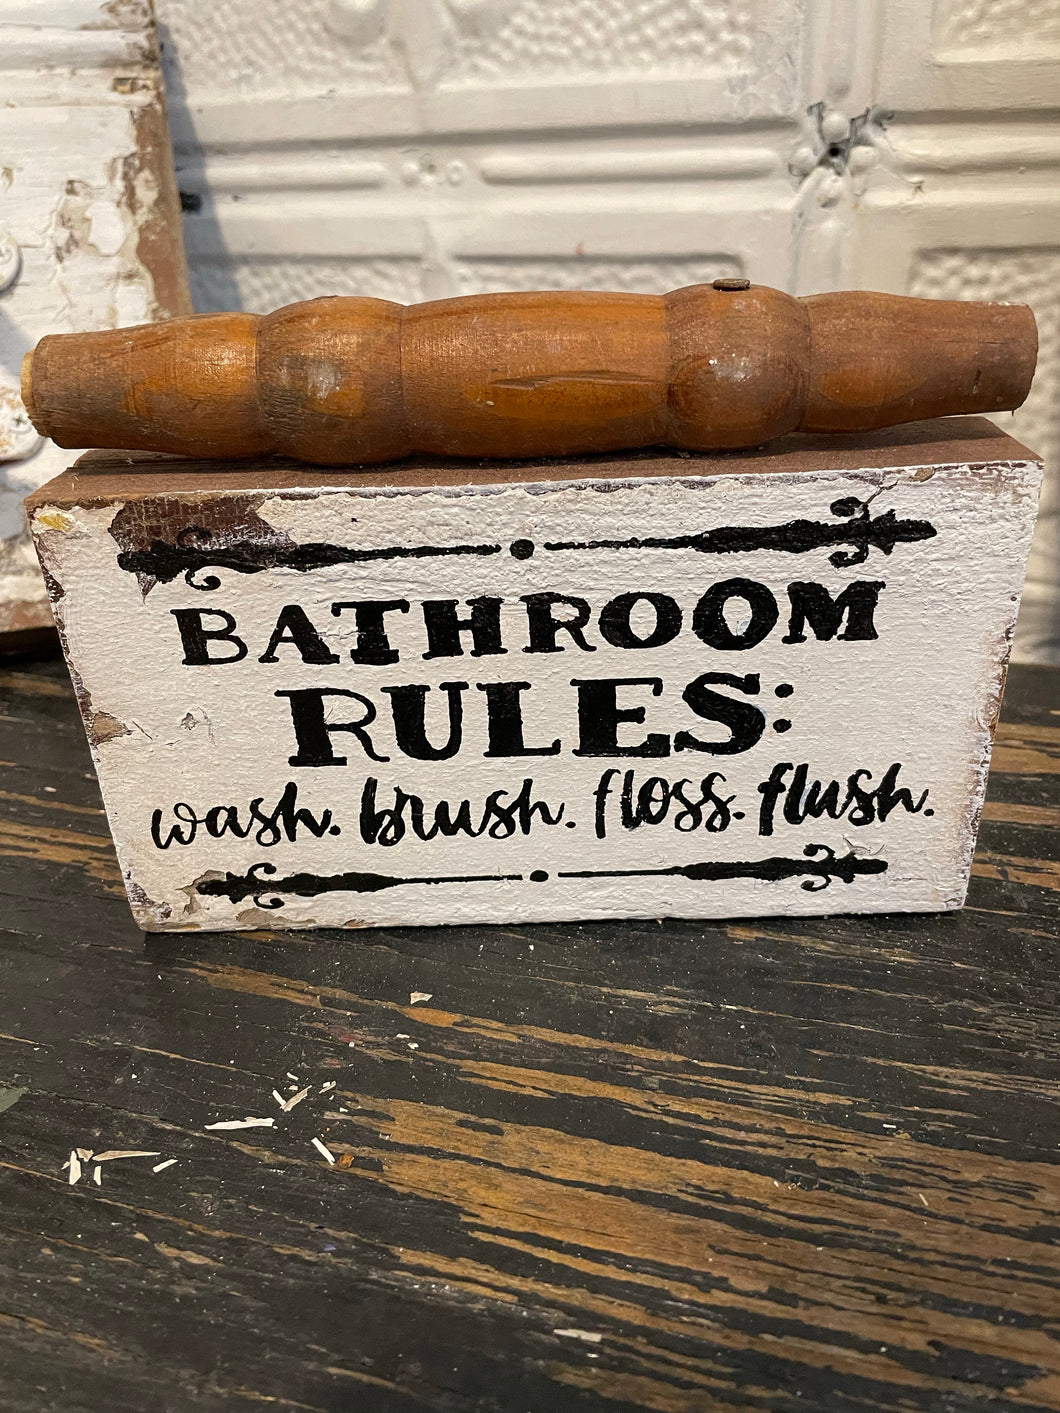 BATHROOM
RULES:
wash. brush. floss. flush.